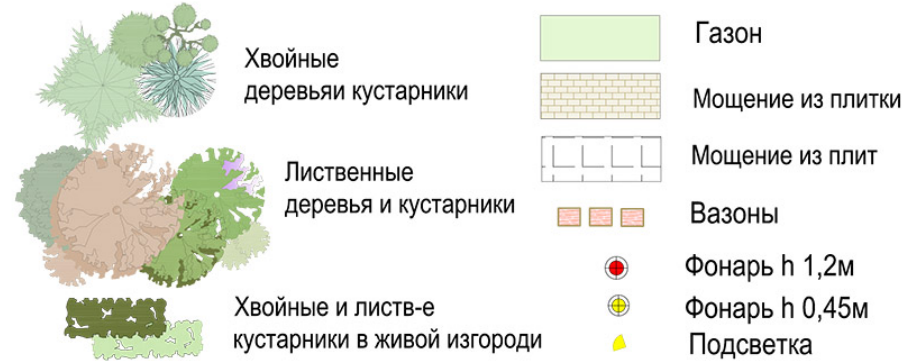 Хвойные
деревьяи кустарники
Лиственные
деревья и кустарники
Хвойные и листв-е
кустарники в живой изгороди
Газон
Мощение из плитки
Мощение из плит
Вазоны
Фонарь h 1,2м
Фонарь h 0,45м
Подсветка